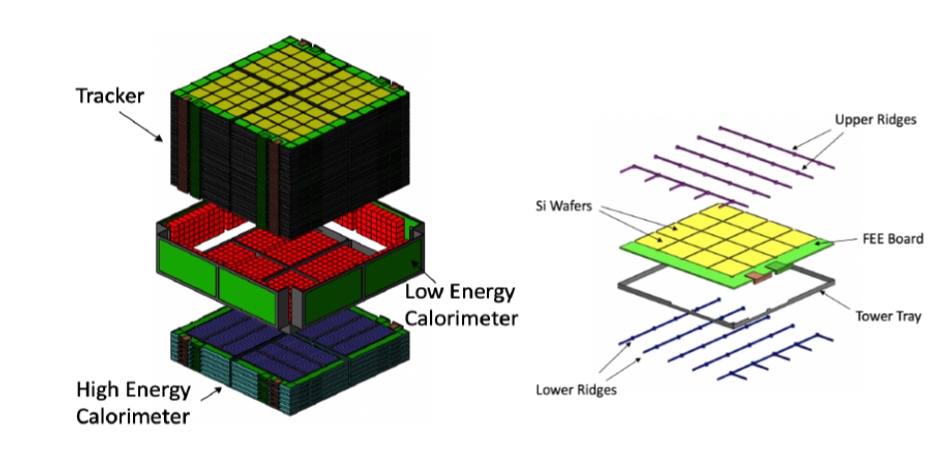 Tracker
Low Energy
Calorimeter
High Energy
Calorimeter
Upper Ridges
Si Wafers
FEE Board
Tower Tray
Lower Ridges